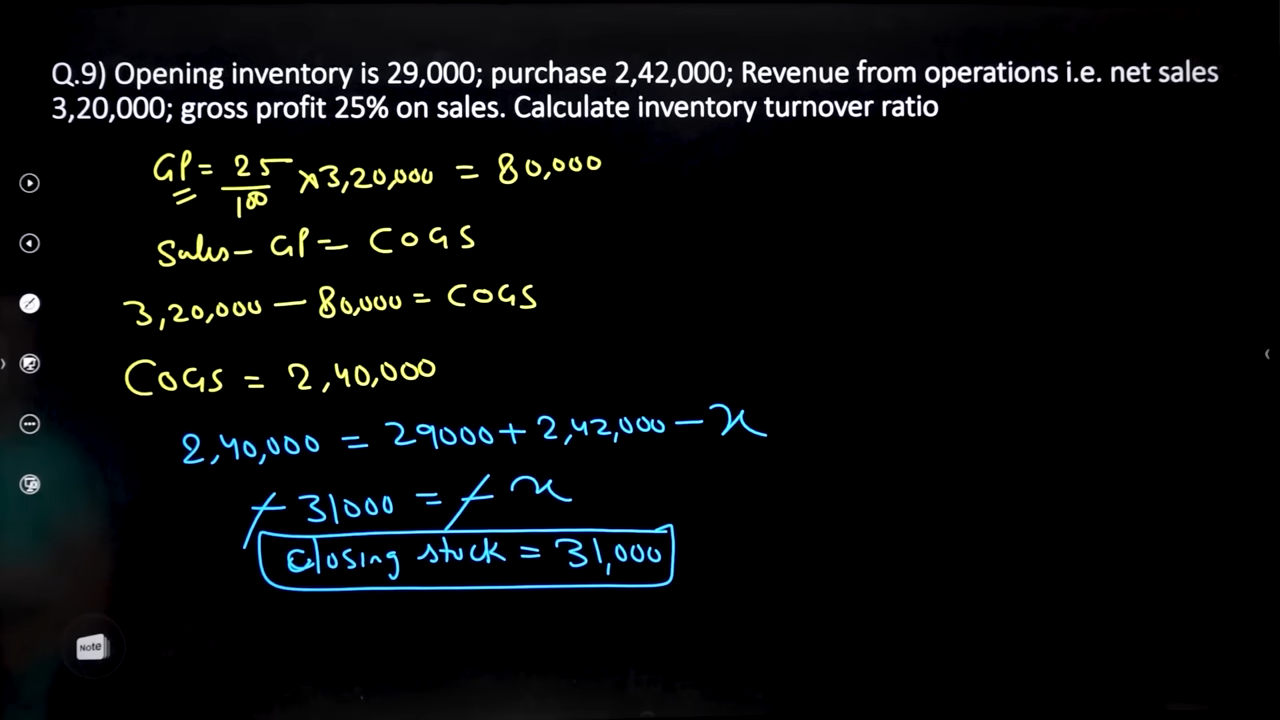 Q.9) Opening inventory is 29,000; purchase 2,42,000; Revenue from operations i.e. net sales
3,20,000; gross profit 25% on sales. Calculate inventory turnover ratio
GP = 25/100 × 3,20,000 = 80,000
Sales - GP = COGS
3,20,000 - 80,000 = COGS
COGS = 2,40,000
2,40,000 = 29000 + 2,42,000 - x
- 31000 = - x
closing stock = 31,000
Note